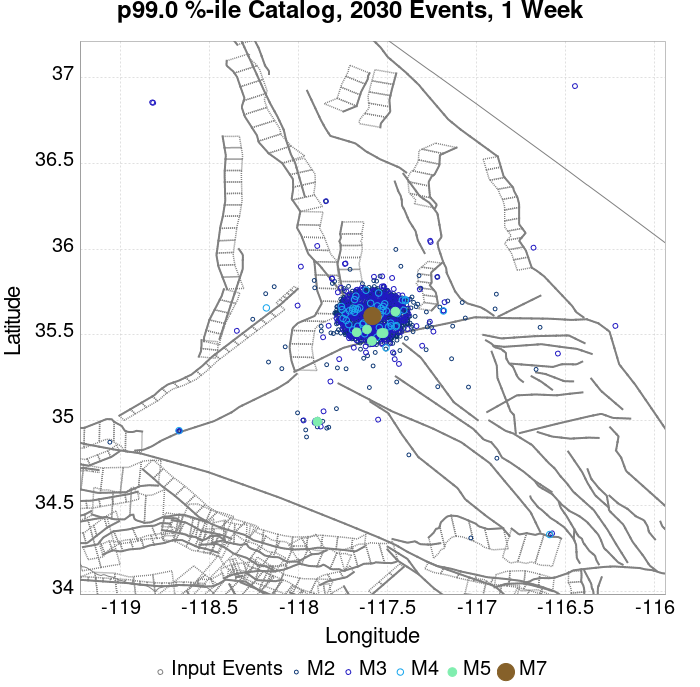 p99.0 %-ile Catalog, 2030 Events, 1 Week
37
36.5
36
35.5
35
34.5
34
Latitude
-119 -118.5 -118 -117.5 -117 -116.5 -116
Longitude
Input Events M2 M3 M4 M5 M7